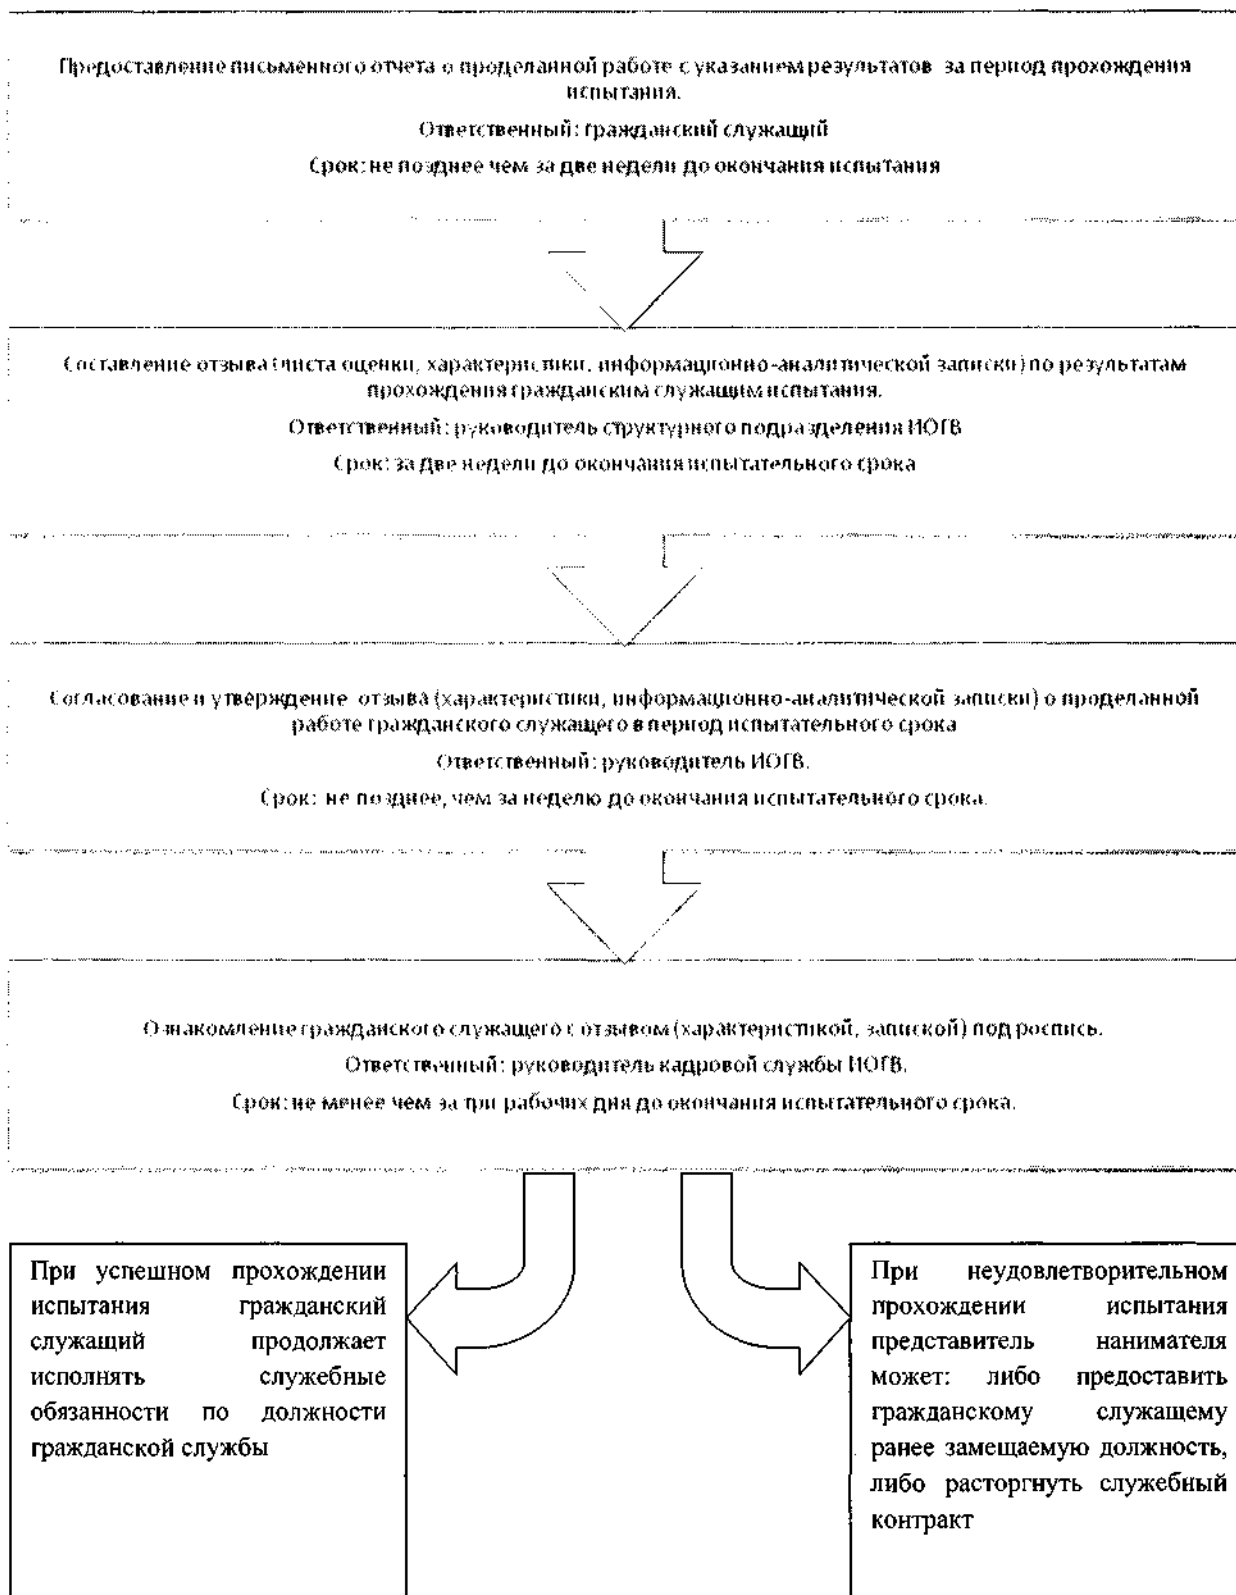 Предоставление письменного отчета о проделанной работе с указанием результатов за период прохождения
испытания.
Ответственный: гражданский служащий
Срок: не позднее чем за две недели до окончания испытания
Составление отзыва (листа оценки, характеристики, информационно-аналитической записки) по результатам
прохождения гражданским служащим испытания.
Ответственный: руководитель структурного подразделения ИОГВ
Срок: за две недели до окончания испытательного срока
Согласование и утверждение отзыва (характеристики, информационно-аналитической записки) о проделанной
работе гражданского служащего в период испытательного срока
Ответственный: руководитель ИОГВ.
Срок: не позднее, чем за неделю до окончания испытательного срока.
Ознакомление гражданского служащего с отзывом (характеристикой, запиской) под роспись.
Ответственный: руководитель кадровой службы ИОГВ.
Срок: не менее чем за три рабочих дня до окончания испытательного срока.
При успешном прохождении
испытания гражданский
служащий продолжает
исполнять служебные
обязанности по должности
гражданской службы
При неудовлетворительном
прохождении испытания
представитель нанимателя
может: либо предоставить
гражданскому служащему
ранее замещаемую должность,
либо расторгнуть служебный
контракт